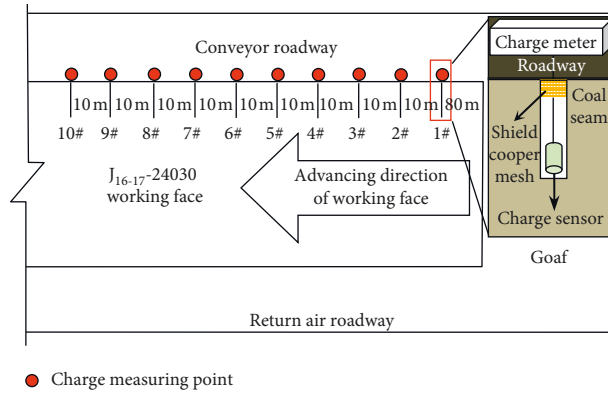 Conveyor roadway
10 m 10 m 10 m 10 m 10 m 10 m 10 m 10 m 10 m 80 m
10# 9# 8# 7# 6# 5# 4# 3# 2# 1#
J16-17-24030
working face
Advancing direction
of working face
Return air roadway
Charge meter
Roadway
Coal
seam
Shield
cooper
mesh
Charge sensor
Goaf
Charge measuring point